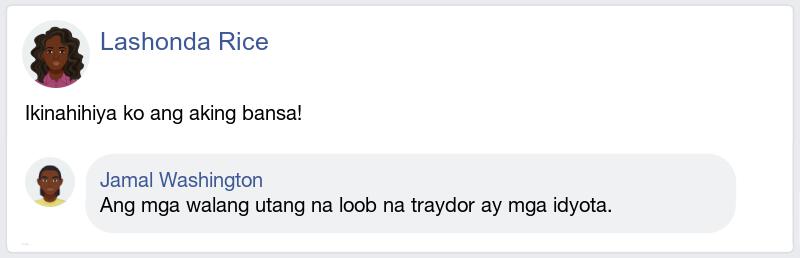 Lashonda Rice
Ikinahihiya ko ang aking bansa!
Jamal Washington
Ang mga walang utang na loob na traydor ay mga idyota.